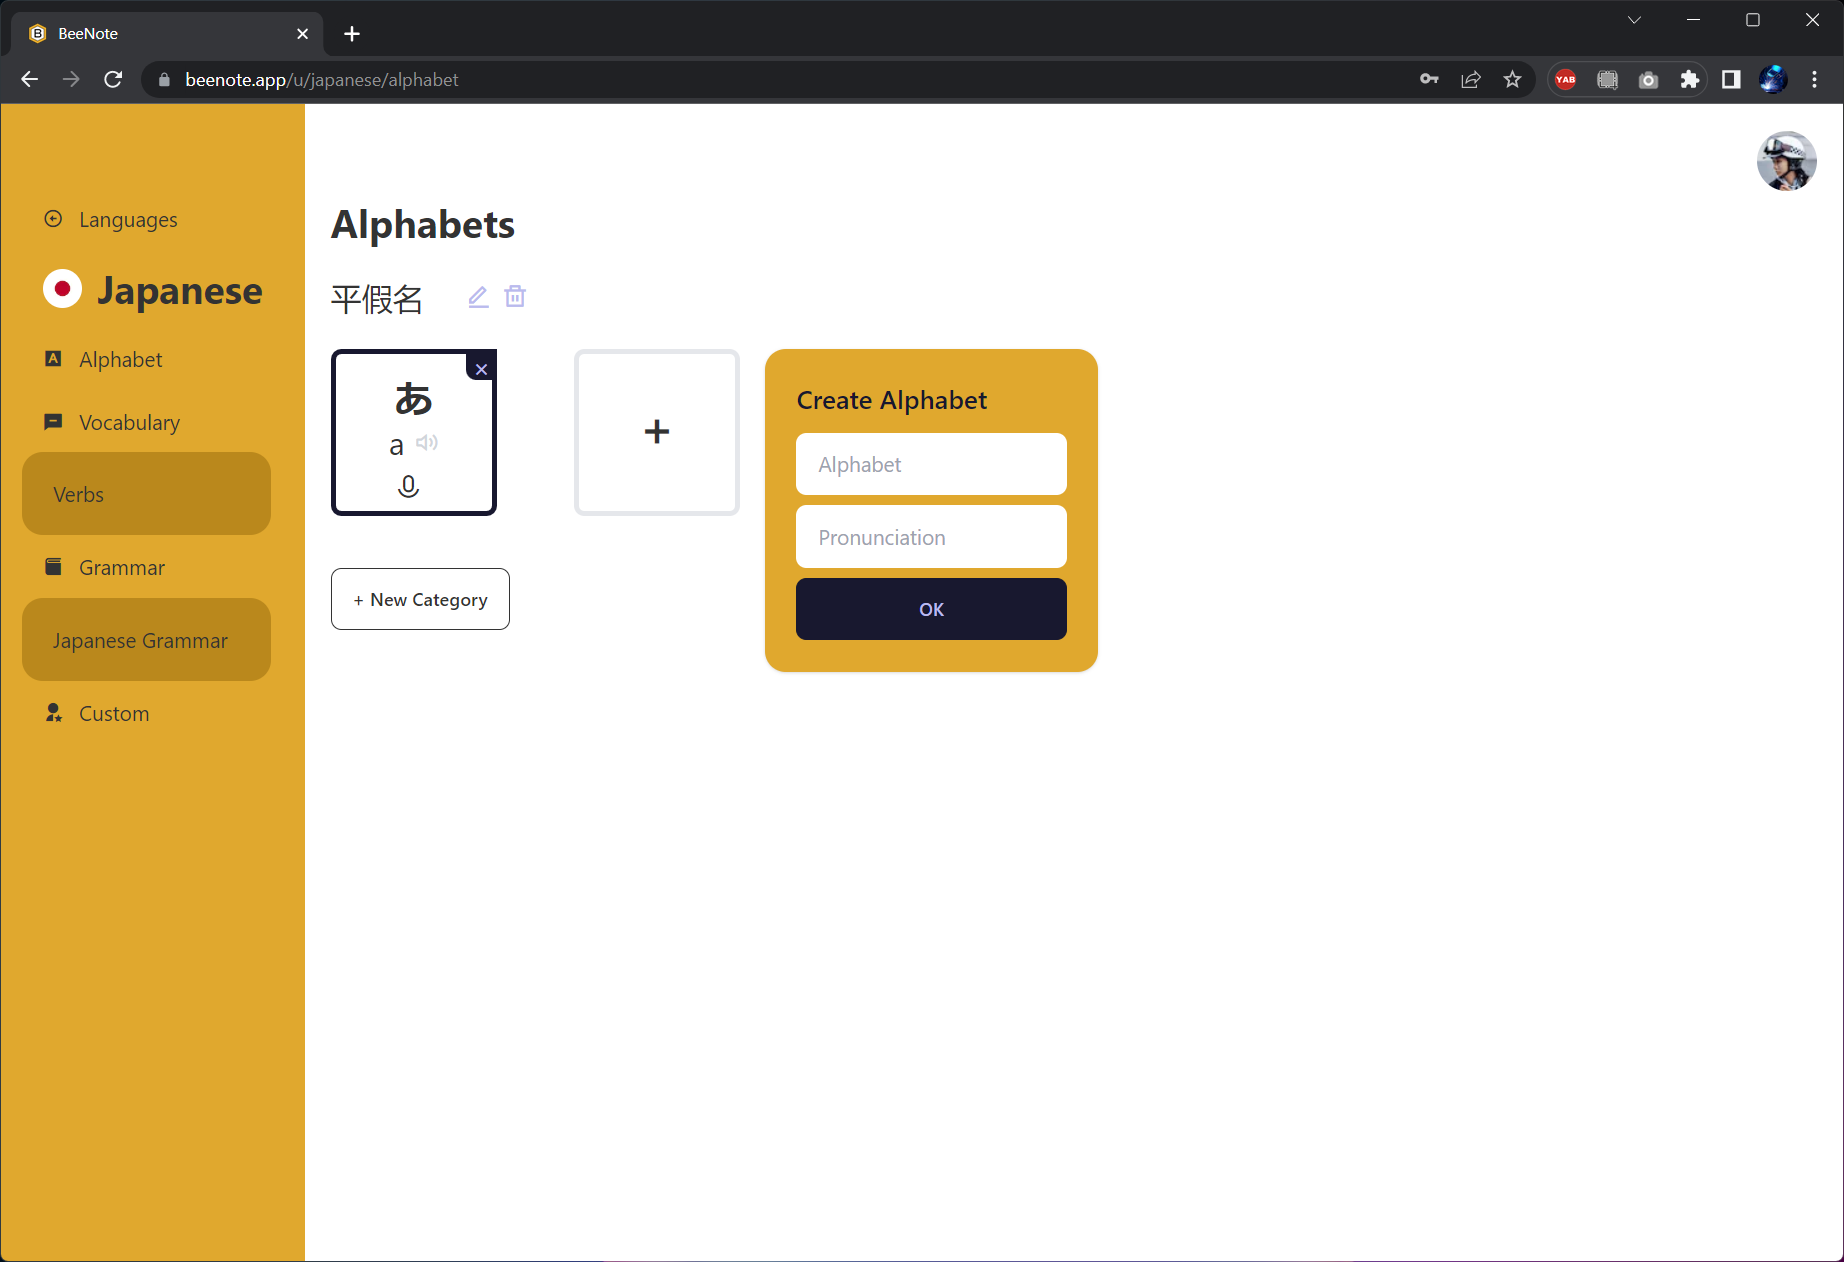 BeeNote
beenote.app/u/japanese/alphabet
YAB
Languages
Japanese
A Alphabet
Vocabulary
Verbs
Grammar
Japanese Grammar
Custom
Alphabets
平假名
あ
a
+
+ New Category
Create Alphabet
Alphabet
Pronunciation
OK